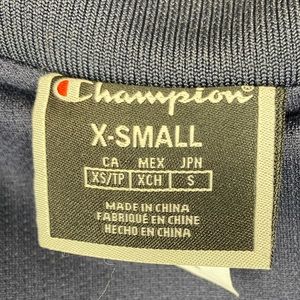 Champion
X-SMALL
CA MEX JPN
XS/TP XCH S
MADE IN CHINA
FABRIQUÉ EN CHINE
HECHO EN CHINA